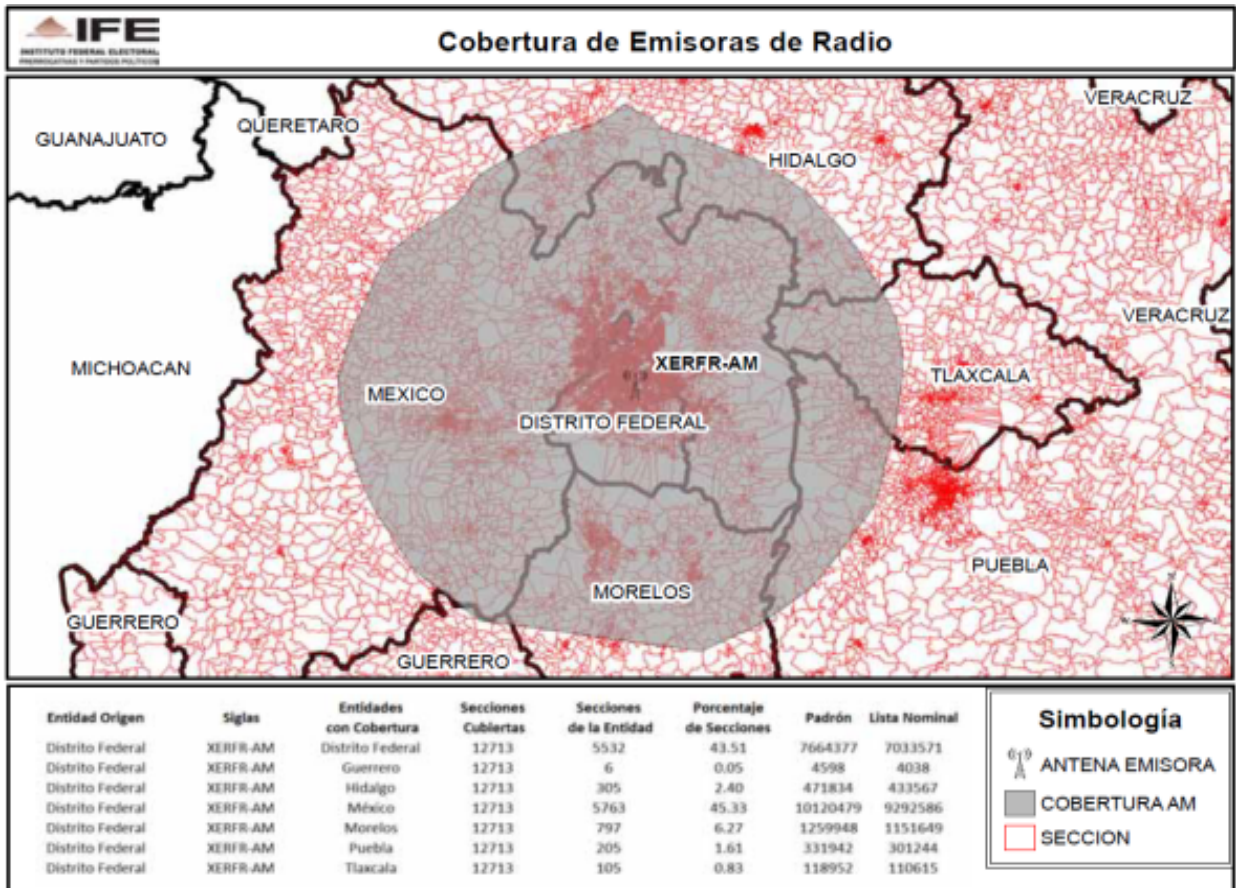 IFE
INSTITUTO FEDERAL ELECTORAL
PRERROGATIVAS Y PARTIDOS POLÍTICOS
Cobertura de Emisoras de Radio
VERACRUZ
QUERETARO
GUANAJUATO
HIDALGO
VERACRUZ
XERFR-AM
MICHOACAN
TLAXCALA
MEXICO
DISTRITO FEDERAL
PUEBLA
MORELOS
GUERRERO
GUERRERO
Entidad Origen Siglas Entidades con Cobertura Secciones Cubiertas Secciones de la Entidad Porcentaje de Secciones Padrón Lista Nominal
Distrito Federal XERFR-AM Distrito Federal 12713 5532 43.51 7664377 7033571
Distrito Federal XERFR-AM Guerrero 12713 6 0.05 4598 4038
Distrito Federal XERFR-AM Hidalgo 12713 305 2.40 471834 433567
Distrito Federal XERFR-AM México 12713 5763 45.33 10120479 9292586
Distrito Federal XERFR-AM Morelos 12713 797 6.27 1259948 1151649
Distrito Federal XERFR-AM Puebla 12713 205 1.61 331942 301244
Distrito Federal XERFR-AM Tlaxcala 12713 105 0.83 118952 110615
Simbología
ANTENA EMISORA
COBERTURA AM
SECCION